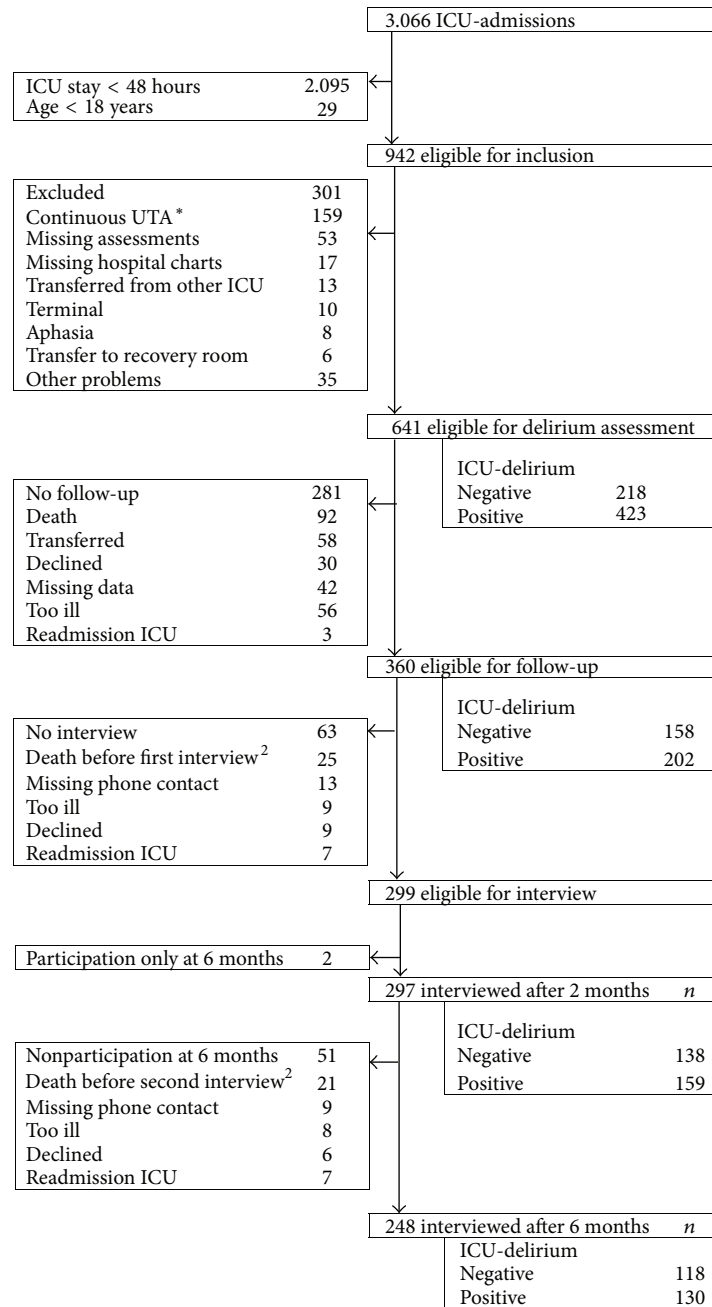 3.066 ICU-admissions
ICU stay < 48 hours 2.095
Age < 18 years 29
942 eligible for inclusion
Excluded 301
Continuous UTA* 159
Missing assessments 53
Missing hospital charts 17
Transferred from other ICU 13
Terminal 10
Aphasia 8
Transfer to recovery room 6
Other problems 35
641 eligible for delirium assessment
ICU-delirium
Negative 218
Positive 423
No follow-up 281
Death 92
Transferred 58
Declined 30
Missing data 42
Too ill 56
Readmission ICU 3
360 eligible for follow-up
ICU-delirium
Negative 158
Positive 202
No interview 63
Death before first interview2 25
Missing phone contact 13
Too ill 9
Declined 9
Readmission ICU 7
299 eligible for interview
Participation only at 6 months 2
297 interviewed after 2 months n
ICU-delirium
Negative 138
Positive 159
Nonparticipation at 6 months 51
Death before second interview2 21
Missing phone contact 9
Too ill 8
Declined 6
Readmission ICU 7
248 interviewed after 6 months n
ICU-delirium
Negative 118
Positive 130